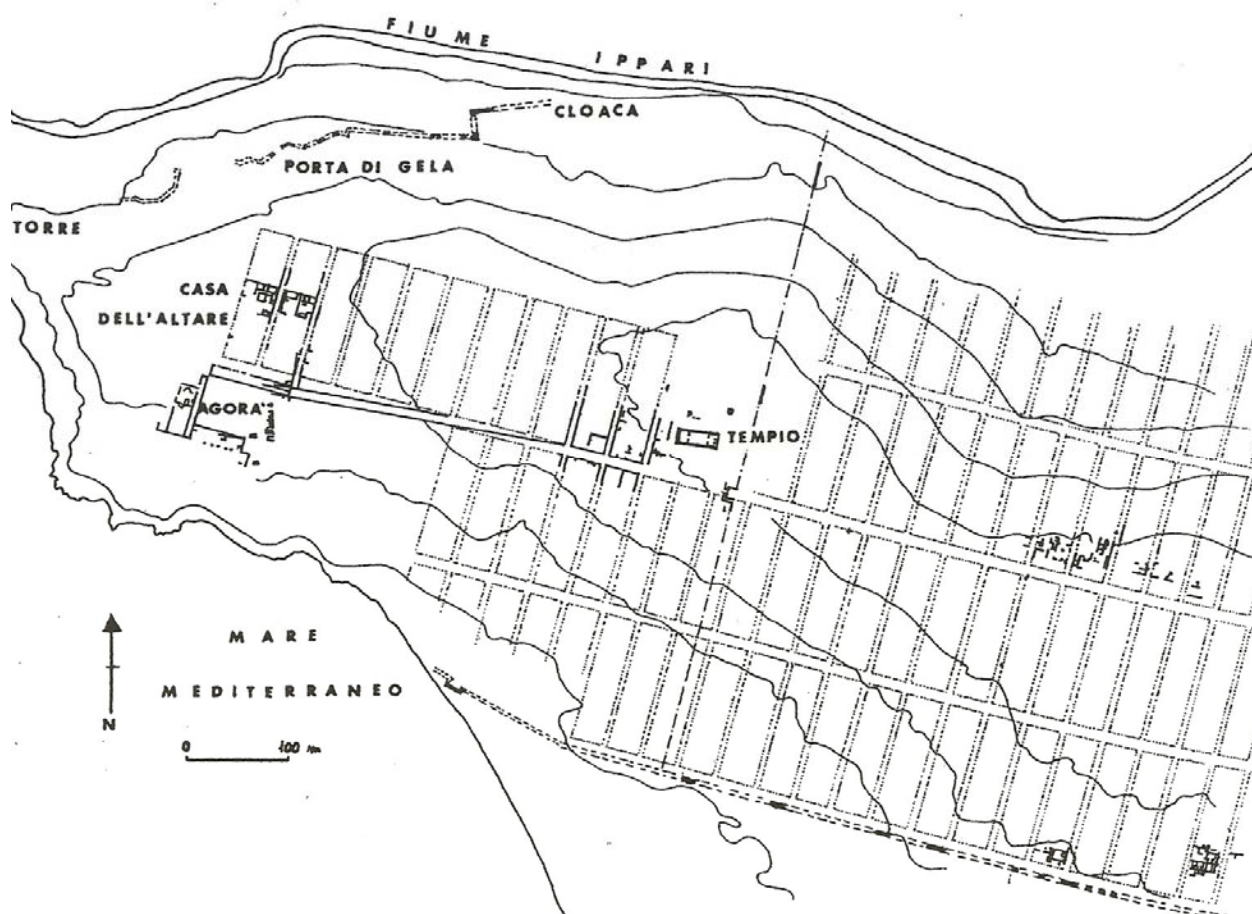 FIUME IPPARI
CLOACA
PORTA DI GELA
TORRE
CASA
DELL'ALTARE
AGORA'
TEMPIO
MARE
MEDITERRANEO
N
0 100 m